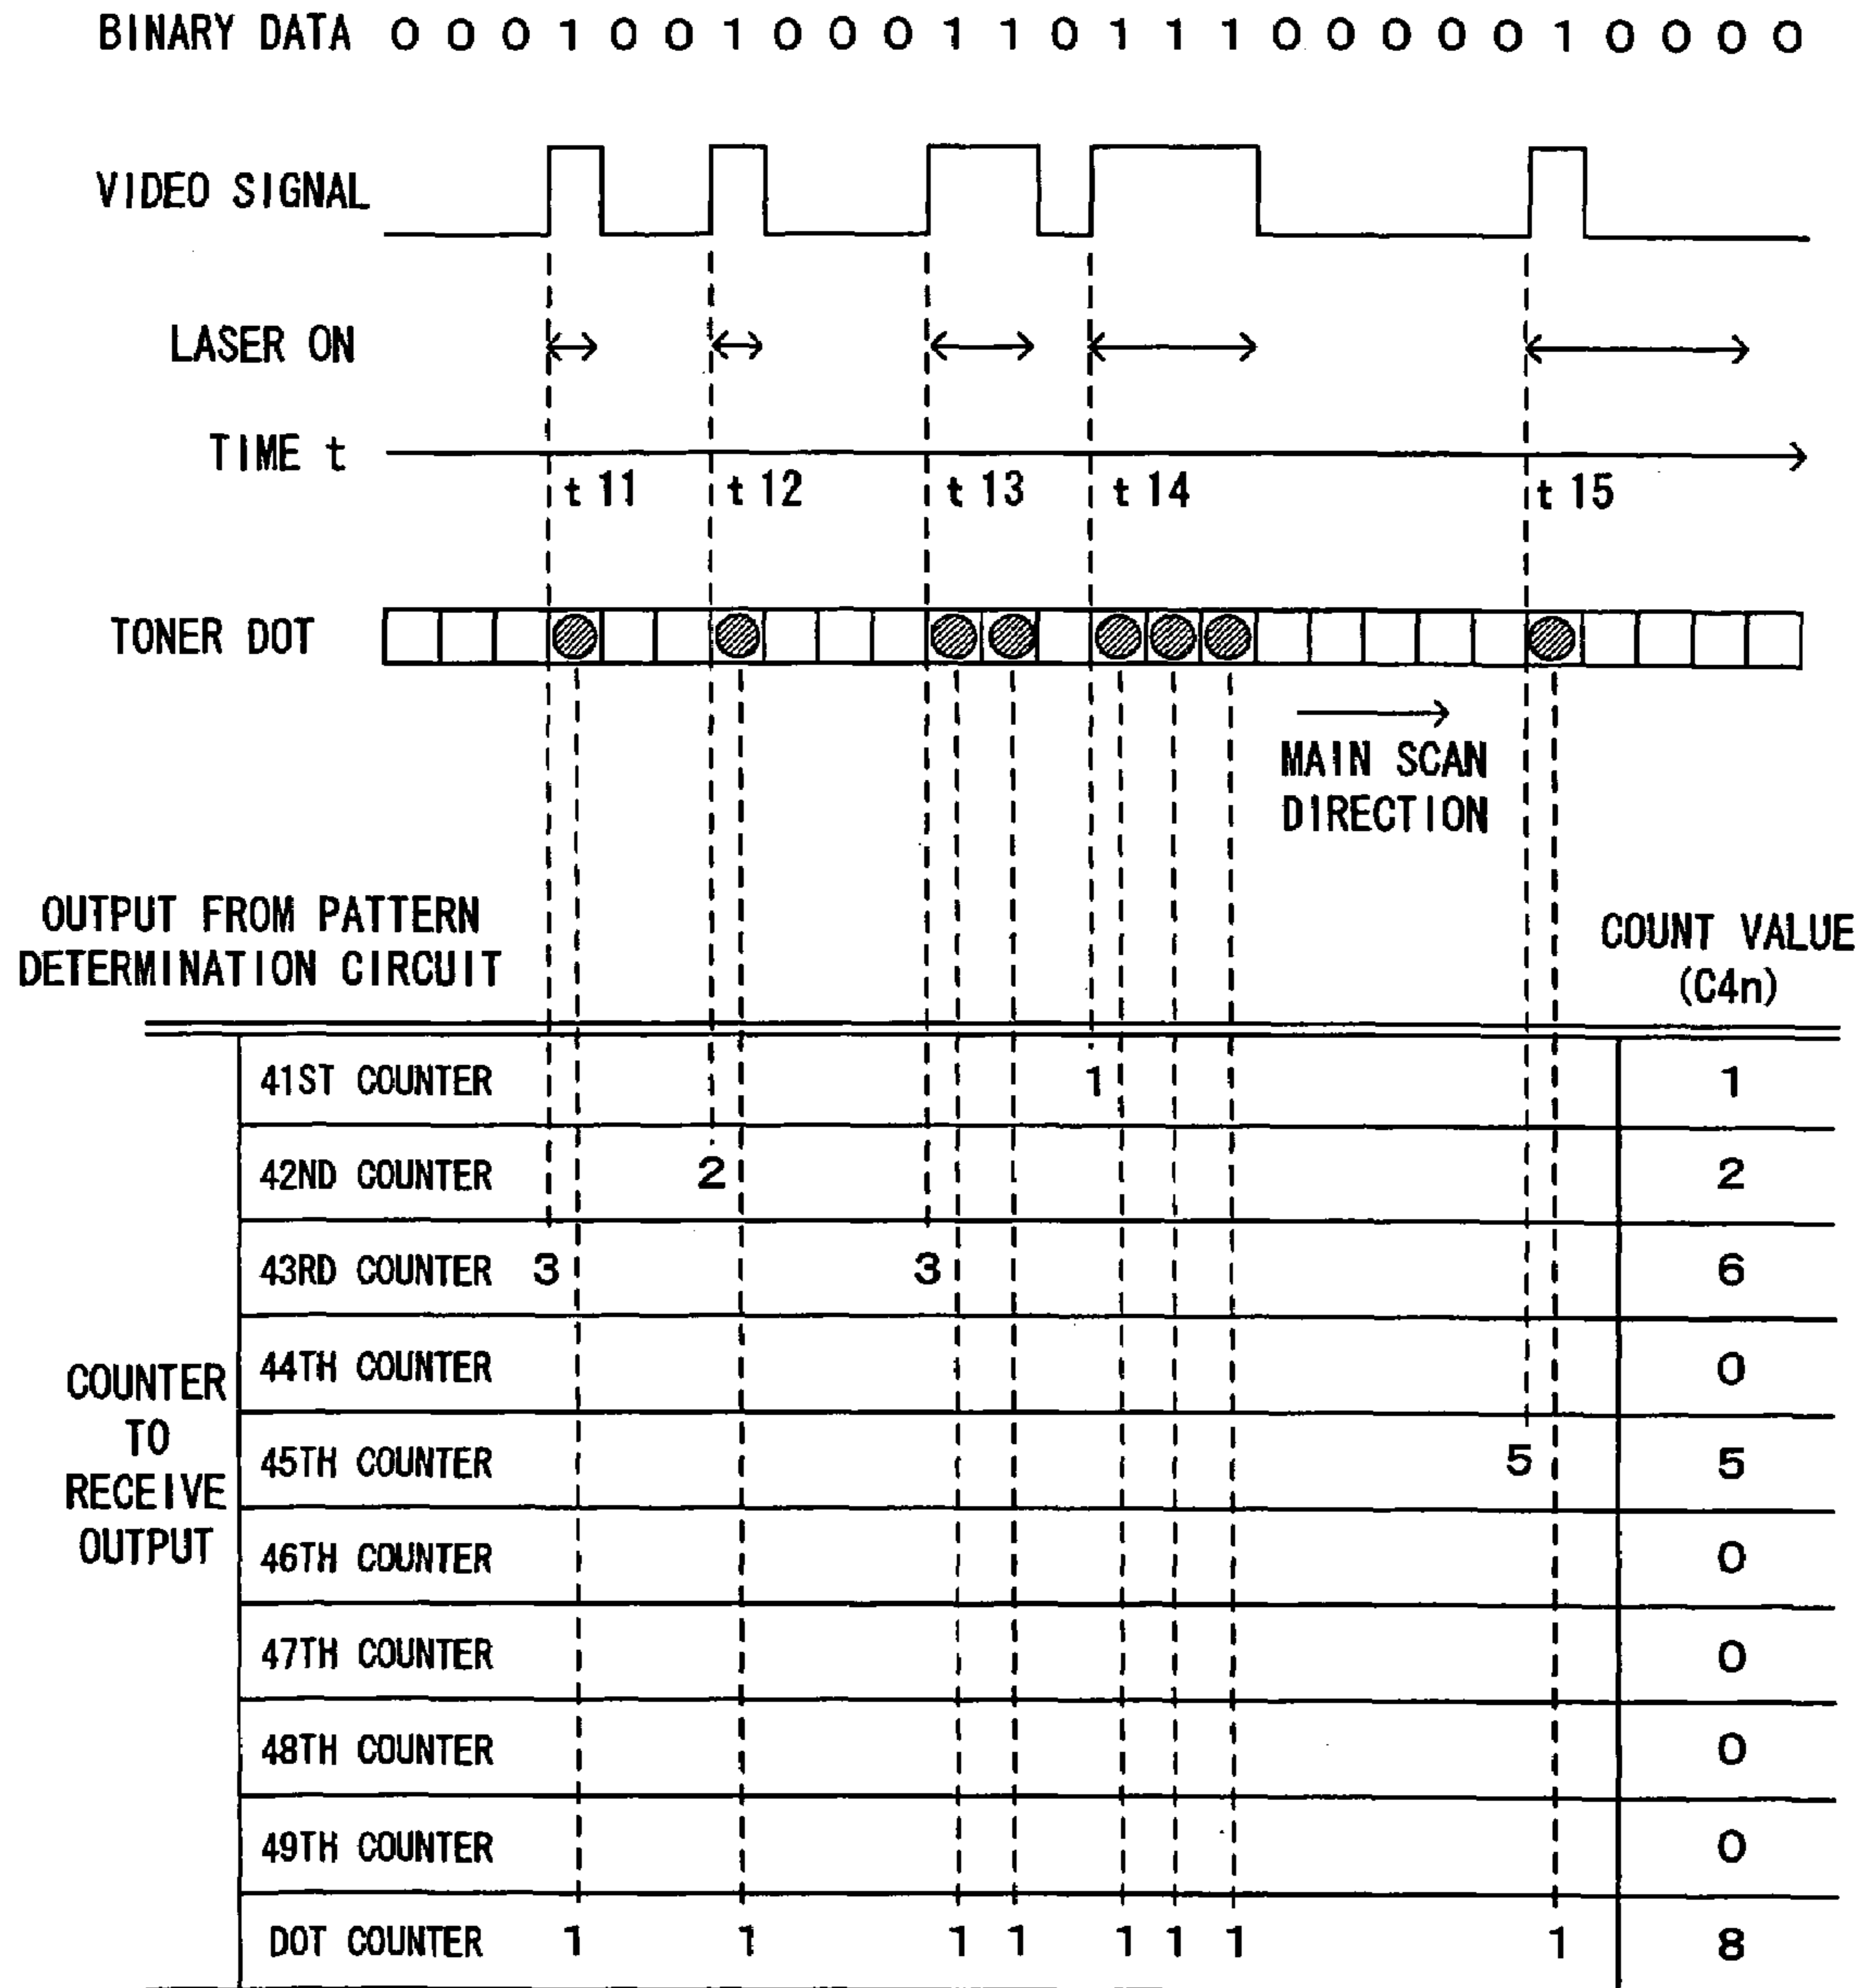 BINARY DATA 0 0 0 1 0 0 1 0 0 0 1 1 0 1 1 1 0 0 0 0 0 1 0 0 0 0
VIDEO SIGNAL
LASER ON
TIME t
t 11 t 12 t 13 t 14 t 15
TONER DOT
MAIN SCAN
DIRECTION
OUTPUT FROM PATTERN
DETERMINATION CIRCUIT
COUNT VALUE
(C4n)
COUNTER
TO
RECEIVE
OUTPUT
41ST COUNTER 1 1
42ND COUNTER 2 2
43RD COUNTER 3 3 6
44TH COUNTER 0
45TH COUNTER 5 5
46TH COUNTER 0
47TH COUNTER 0
48TH COUNTER 0
49TH COUNTER 0
DOT COUNTER 1 1 1 1 1 1 1 1 8